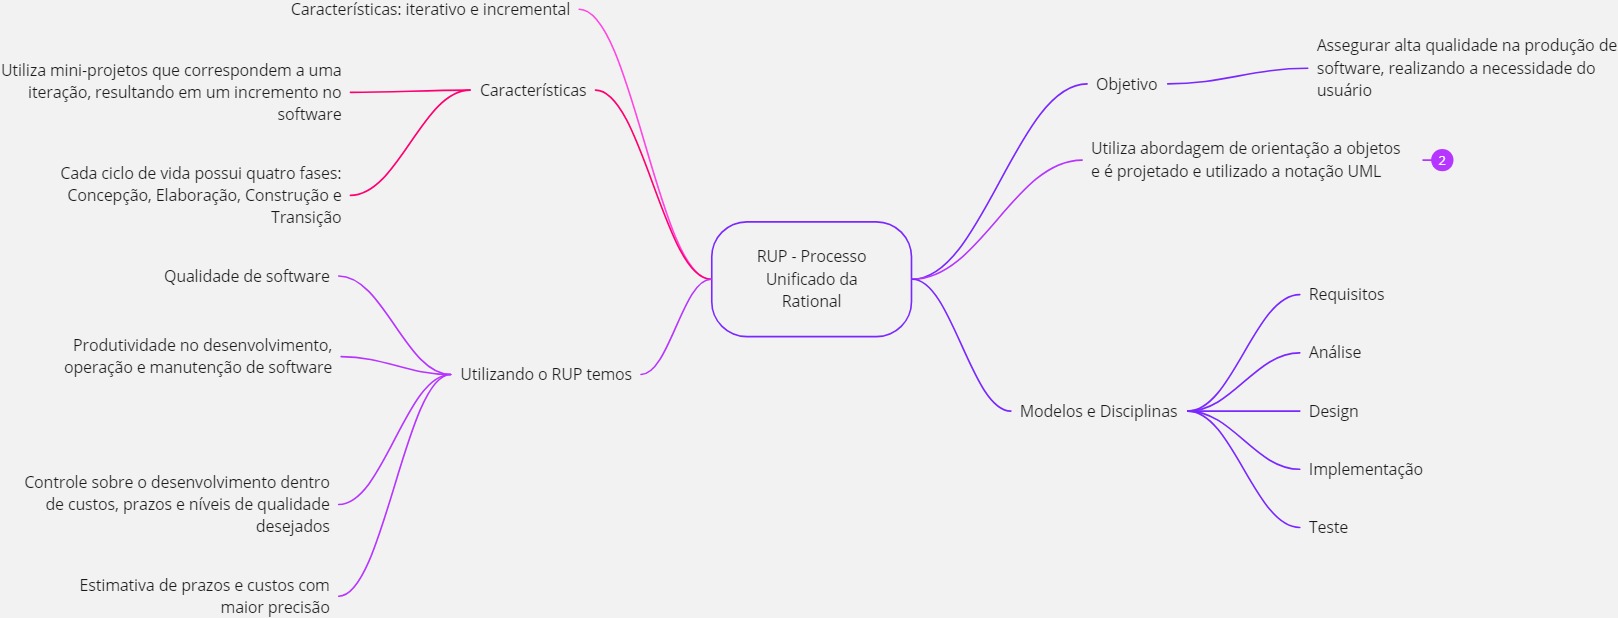 Características: iterativo e incremental
Utiliza mini-projetos que correspondem a uma
iteração, resultando em um incremento no
software
Características
Cada ciclo de vida possui quatro fases:
Concepção, Elaboração, Construção e
Transição
Qualidade de software
Produtividade no desenvolvimento,
operação e manutenção de software
Utilizando o RUP temos
Controle sobre o desenvolvimento dentro
de custos, prazos e níveis de qualidade
desejados
Estimativa de prazos e custos com
maior precisão
RUP - Processo
Unificado da
Rational
Objetivo
Assegurar alta qualidade na produção de
software, realizando a necessidade do
usuário
Utiliza abordagem de orientação a objetos
e é projetado e utilizado a notação UML
2
Modelos e Disciplinas
Requisitos
Análise
Design
Implementação
Teste